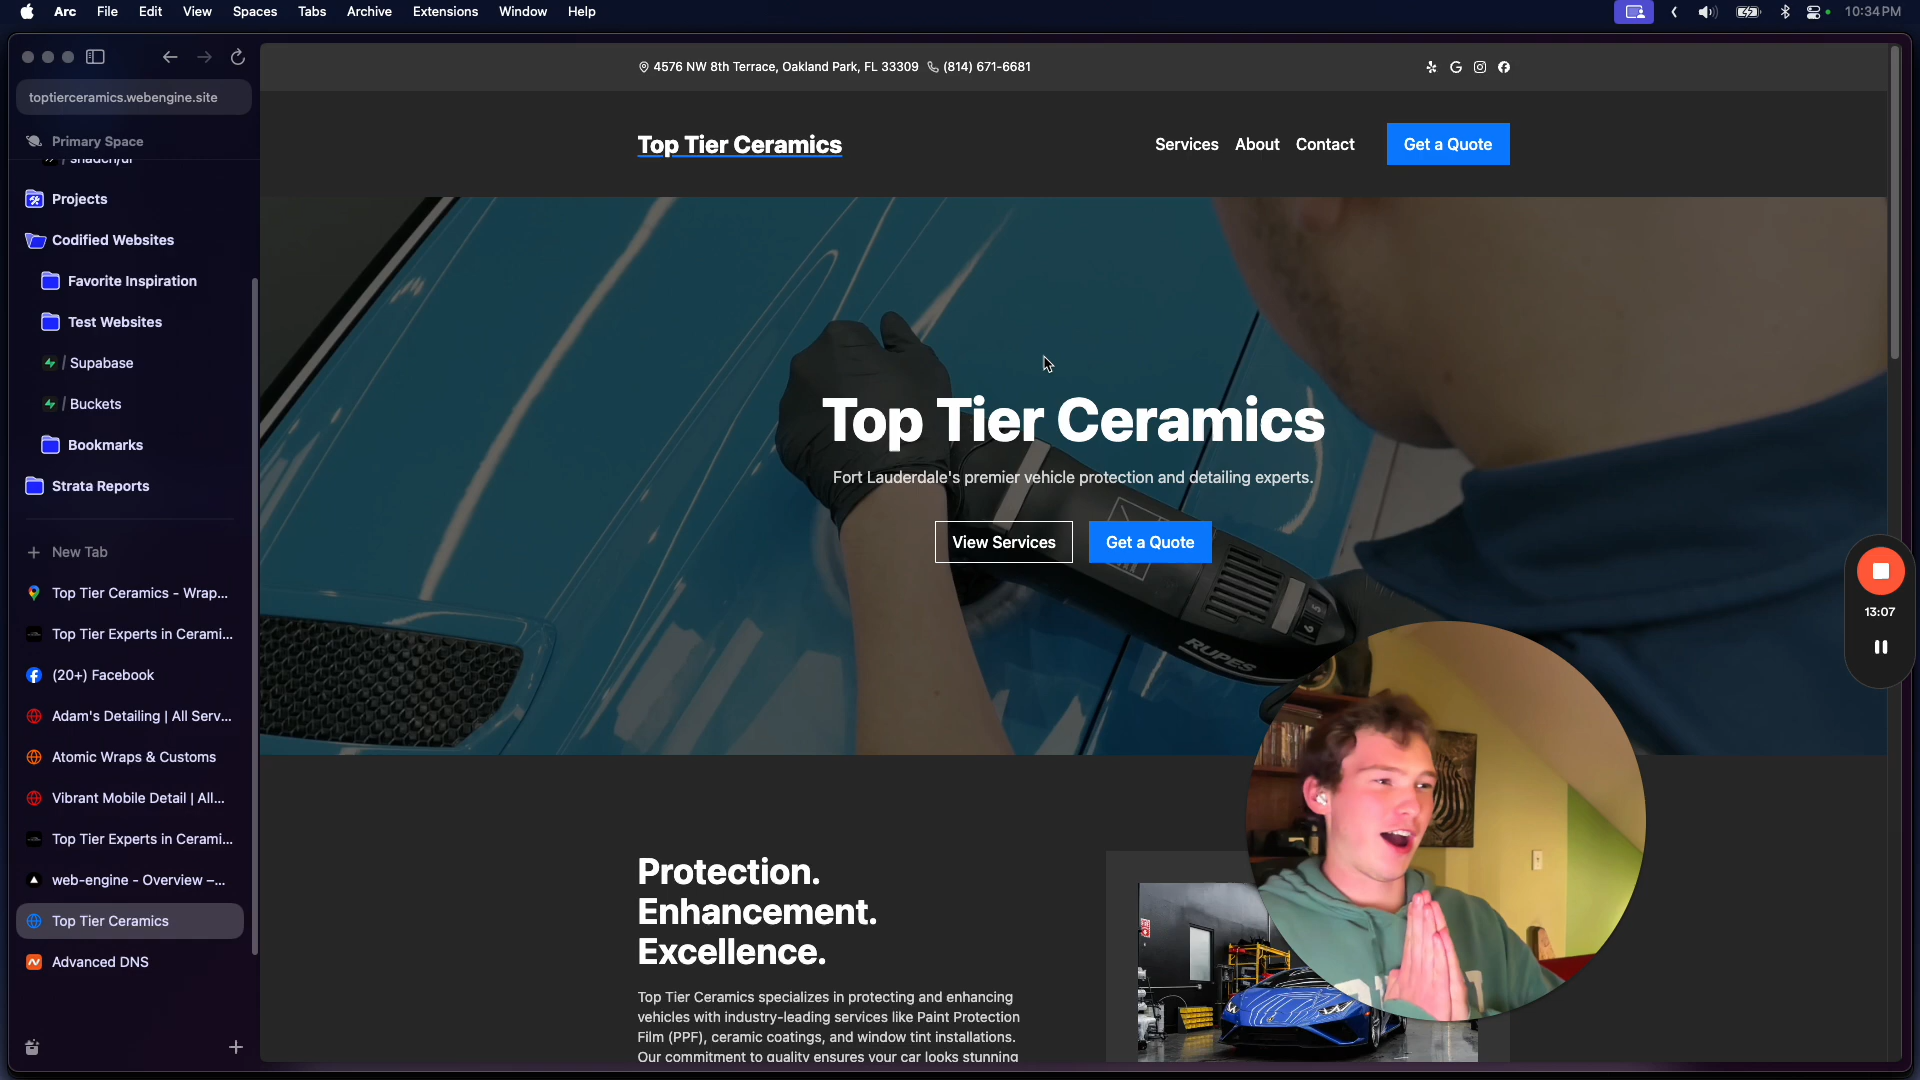 Arc File Edit View Spaces Tabs Archive Extensions Window Help
10:34PM
toptierceramics.webengine.site
Primary Space
/ shadcn/ui
Projects
Codified Websites
Favorite Inspiration
Test Websites
/ Supabase
/ Buckets
Bookmarks
Strata Reports
New Tab
Top Tier Ceramics - Wrap...
Top Tier Experts in Cerami...
(20+) Facebook
Adam's Detailing | All Serv...
Atomic Wraps & Customs
Vibrant Mobile Detail | All...
Top Tier Experts in Cerami...
web-engine - Overview –...
Top Tier Ceramics
Advanced DNS
4576 NW 8th Terrace, Oakland Park, FL 33309 (814) 671-6681
Top Tier Ceramics
Services About Contact Get a Quote
Top Tier Ceramics
Fort Lauderdale's premier vehicle protection and detailing experts.
View Services Get a Quote
RUPES
13:07
Protection.
Enhancement.
Excellence.
Top Tier Ceramics specializes in protecting and enhancing
vehicles with industry-leading services like Paint Protection
Film (PPF), ceramic coatings, and window tint installations.
Our commitment to quality ensures your car looks stunning